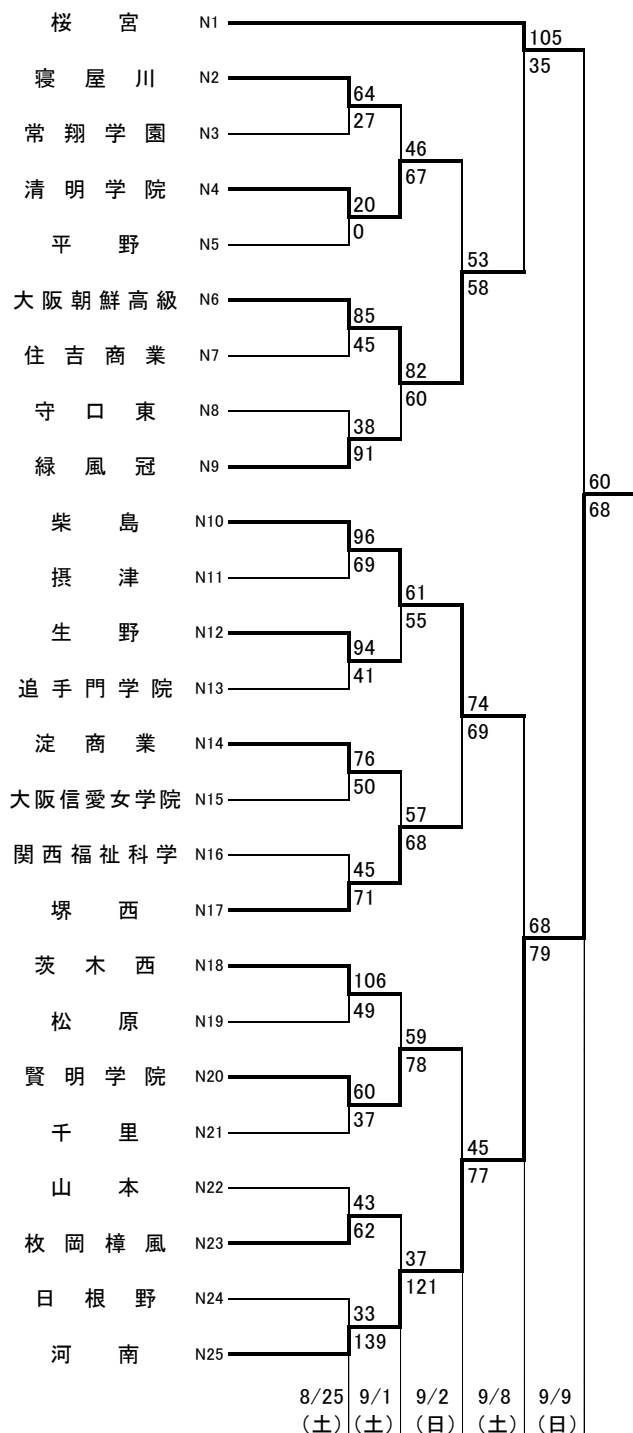 桜宮 N1
105
35
寝屋川 N2
64
27
常翔学園 N3
46
67
清明学院 N4
20
0
平野 N5
53
58
大阪朝鮮高級 N6
85
45
住吉商業 N7
82
60
守口東 N8
38
91
緑風冠 N9
60
68
柴島 N10
96
69
摂津 N11
61
55
生野 N12
94
41
追手門学院 N13
74
69
淀商業 N14
76
50
大阪信愛女学院 N15
57
68
関西福祉科学 N16
45
71
堺西 N17
68
79
茨木西 N18
106
49
松原 N19
59
78
賢明学院 N20
60
37
千里 N21
45
77
山本 N22
43
62
枚岡樟風 N23
37
121
日根野 N24
33
139
河南 N25
8/25 9/1 9/2 9/8 9/9
(土) (土) (日) (土) (日)